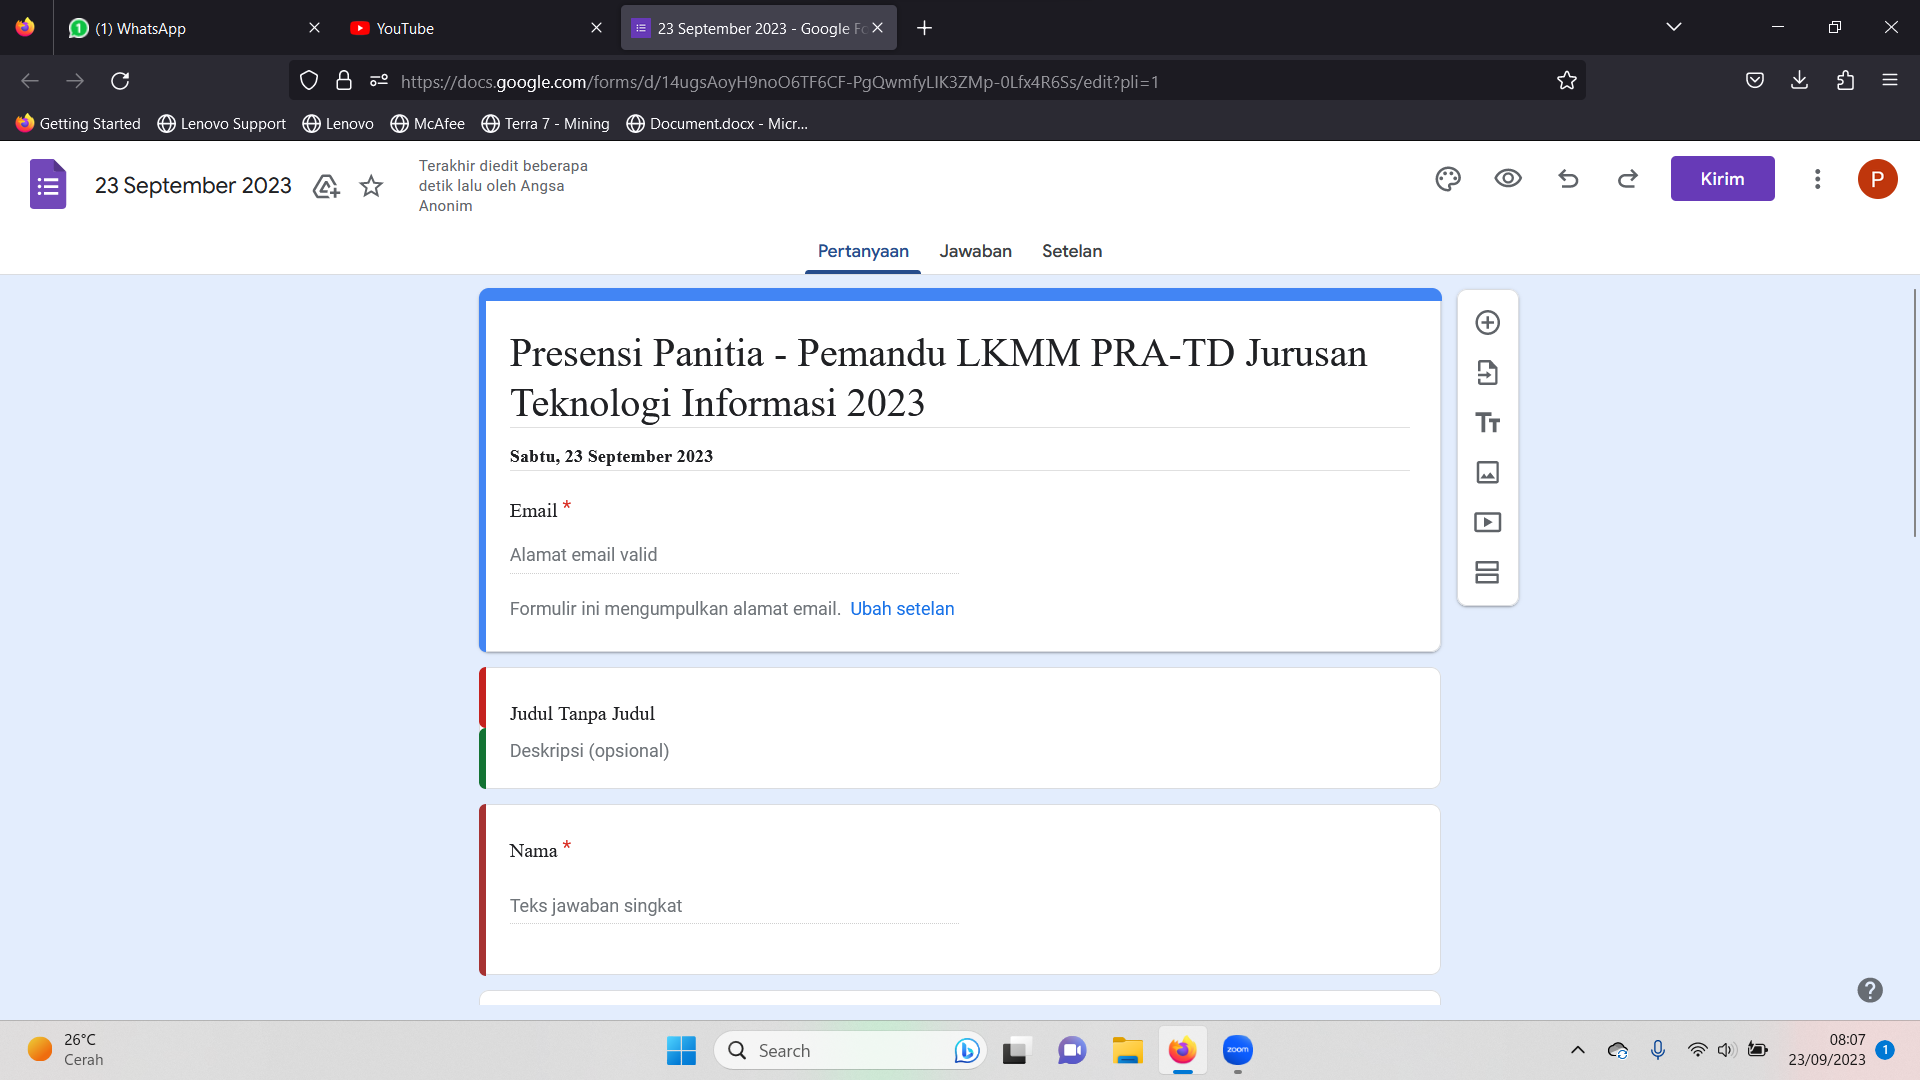 (1) WhatsApp
YouTube
23 September 2023 - Google Fo
https://docs.google.com/forms/d/14ugsAoyH9noO6TF6CF-PgQwmfyLIK3ZMp-0Lfx4R6Ss/edit?pli=1
Getting Started
Lenovo Support
Lenovo
McAfee
Terra 7 - Mining
Document.docx - Micr...
23 September 2023
Terakhir diedit beberapa
detik lalu oleh Angsa
Anonim
Kirim
P
Pertanyaan
Jawaban
Setelan
Presensi Panitia - Pemandu LKMM PRA-TD Jurusan
Teknologi Informasi 2023
Sabtu, 23 September 2023
Email *
Alamat email valid
Formulir ini mengumpulkan alamat email. Ubah setelan
Judul Tanpa Judul
Deskripsi (opsional)
Nama *
Teks jawaban singkat
26°C
Cerah
Search
zoom
08:07
23/09/2023
1